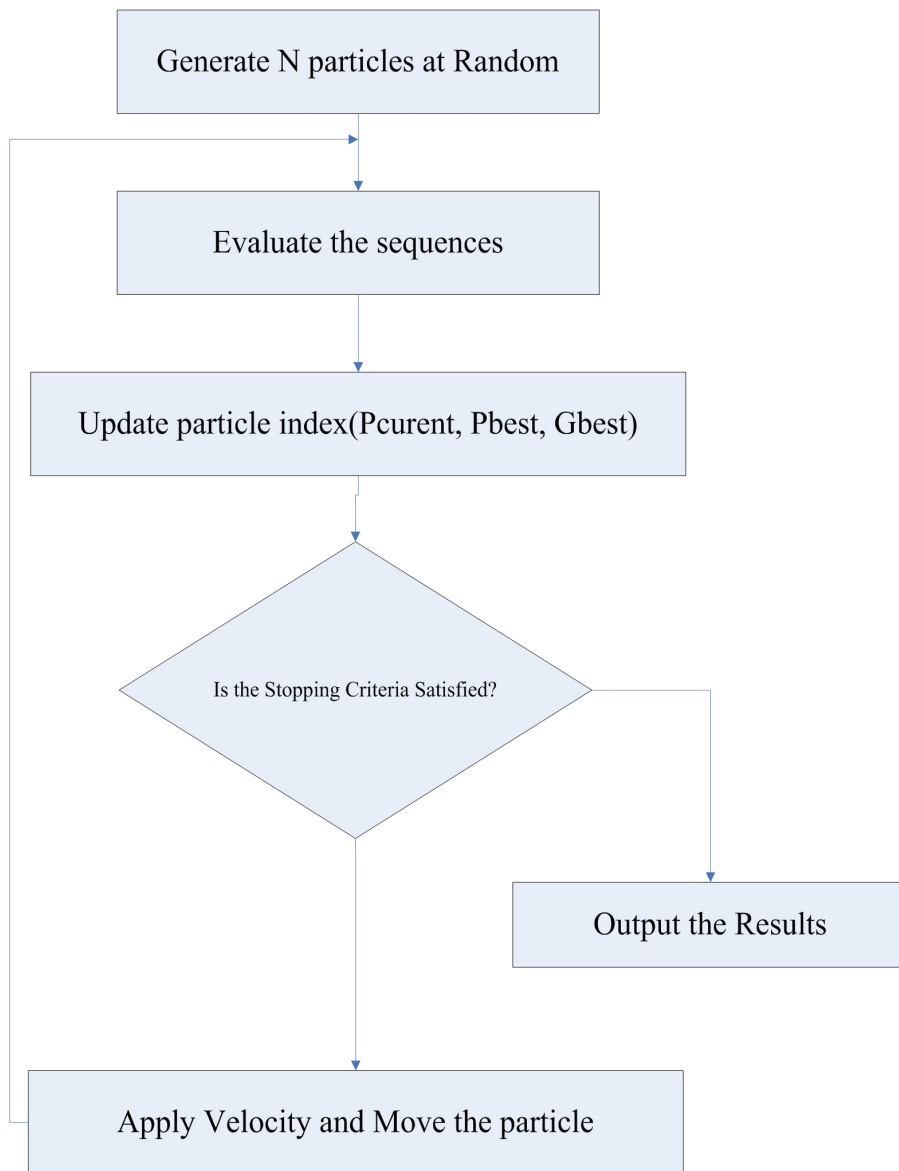 Generate N particles at Random
Evaluate the sequences
Update particle index(Pcurent, Pbest, Gbest)
Is the Stopping Criteria Satisfied?
Output the Results
Apply Velocity and Move the particle